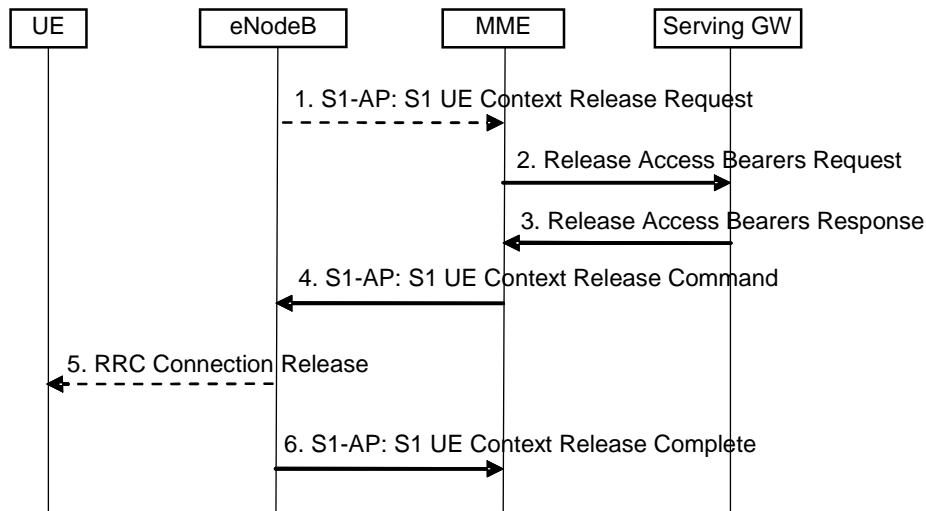 UE
eNodeB
MME
Serving GW
1. S1-AP: S1 UE Context Release Request
2. Release Access Bearers Request
3. Release Access Bearers Response
4. S1-AP: S1 UE Context Release Command
5. RRC Connection Release
6. S1-AP: S1 UE Context Release Complete